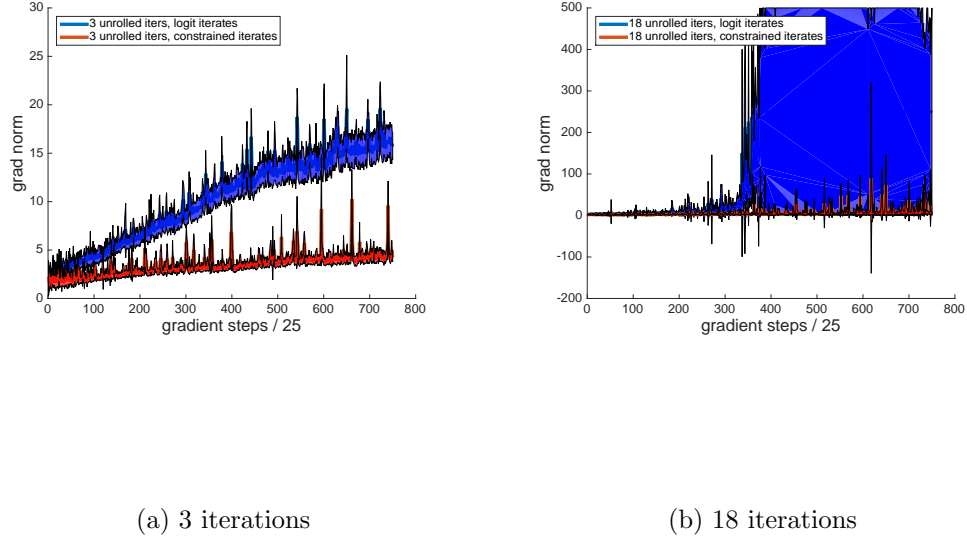 3 unrolled iters, logit iterates
3 unrolled iters, constrained iterates
30
25
20
15
10
5
0
grad norm
0 100 200 300 400 500 600 700 800
gradient steps / 25
(a) 3 iterations
18 unrolled iters, logit iterates
18 unrolled iters, constrained iterates
500
400
300
200
100
0
-100
-200
grad norm
0 100 200 300 400 500 600 700 800
gradient steps / 25
(b) 18 iterations